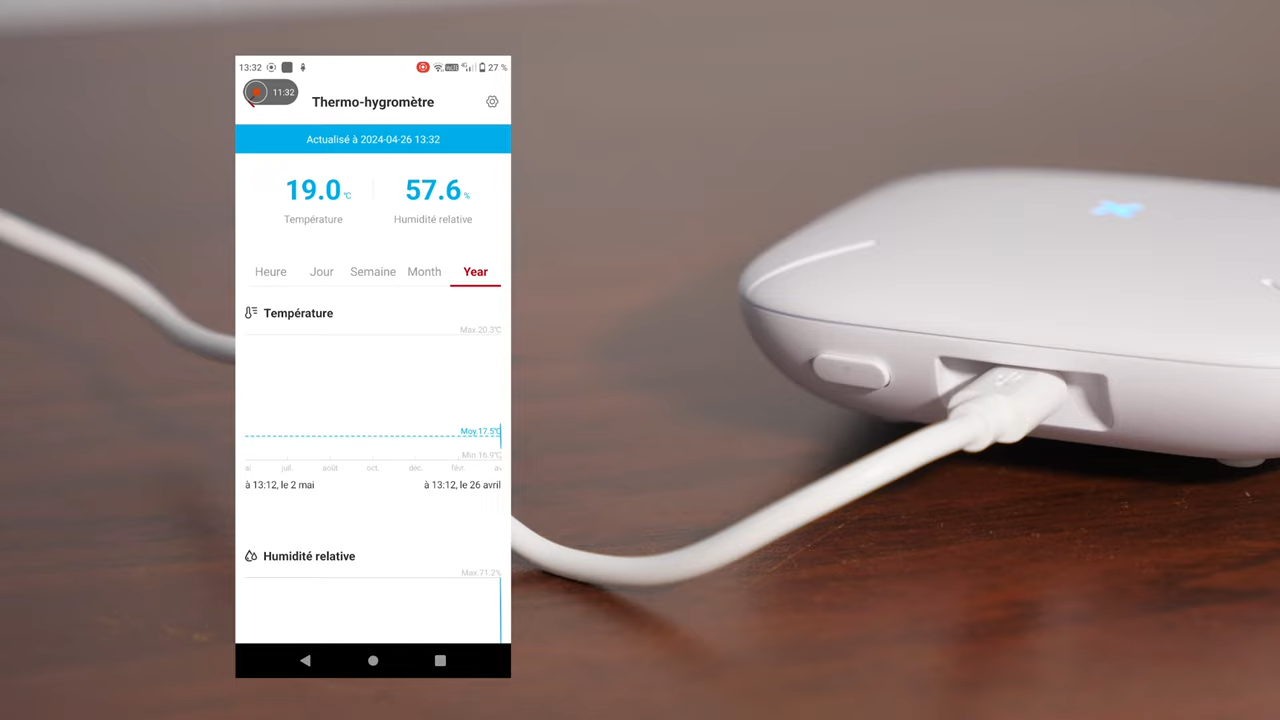 13:32 27 %
11:32
Thermo-hygromètre
Actualisé à 2024-04-26 13:32
19.0 °C 57.6 %
Température Humidité relative
Heure Jour Semaine Month Year
Température
Max.20.3°C
Moy.17.5°C
Min.16.9°C
juil. août oct. déc. févr.
à 13:12, le 2 mai à 13:12, le 26 avril
Humidité relative
Max.71.2%